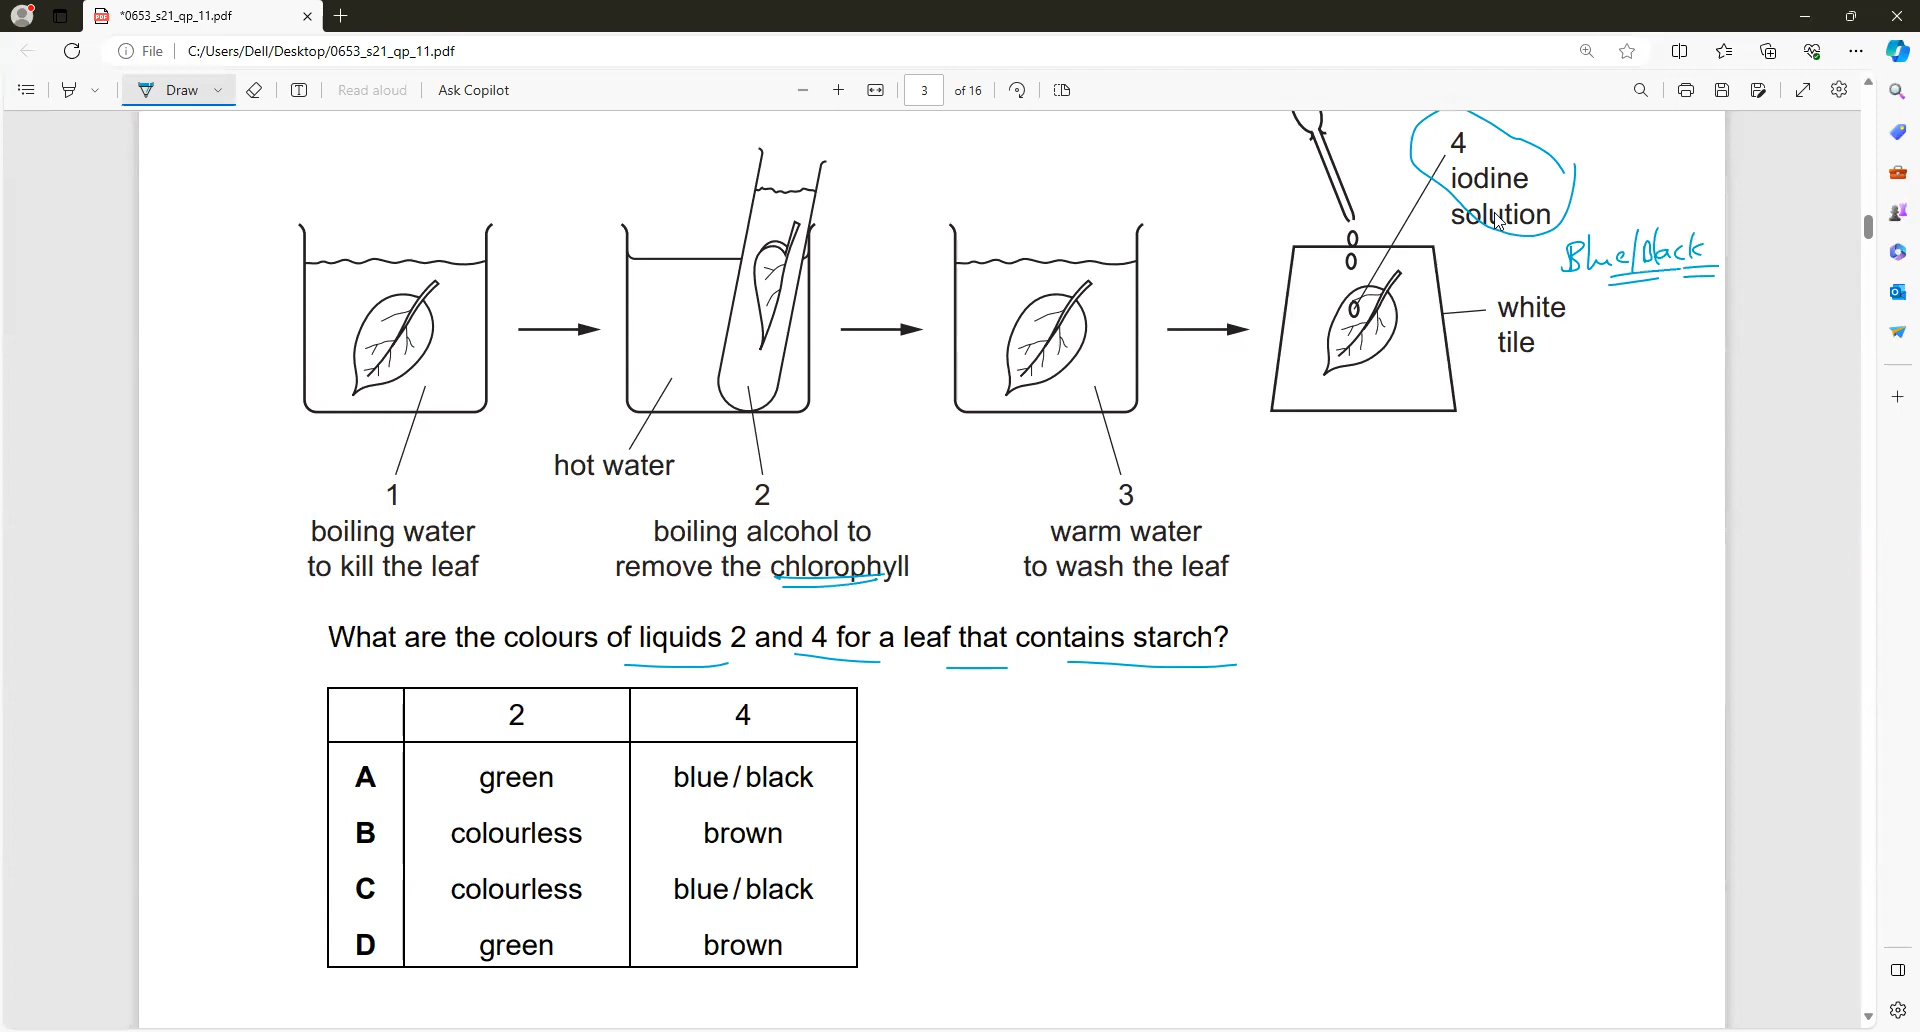 *0653_s21_qp_11.pdf
File
C:/Users/Dell/Desktop/0653_s21_qp_11.pdf
Draw
Read aloud
Ask Copilot
3
of 16
4
iodine
solution
Blue/black
white
tile
hot water
1
boiling water
to kill the leaf
2
boiling alcohol to
remove the chlorophyll
3
warm water
to wash the leaf
What are the colours of liquids 2 and 4 for a leaf that contains starch?
2 4
A green blue / black
B colourless brown
C colourless blue / black
D green brown